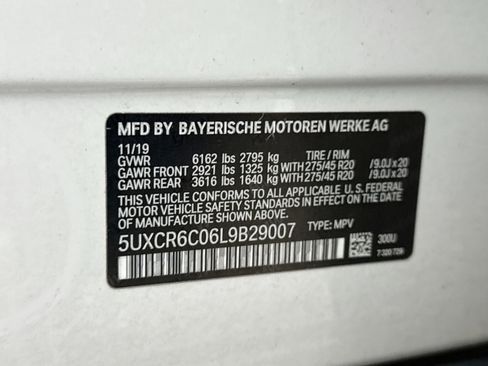 MFD BY BAYERISCHE MOTOREN WERKE AG
11/19
GVWR 6162 lbs 2795 kg TIRE / RIM
GAWR FRONT 2921 lbs 1325 kg WITH 275/45 R20 /9.0J x 20
GAWR REAR 3616 lbs 1640 kg WITH 275/45 R20 /9.0J x 20
THIS VEHICLE CONFORMS TO ALL APPLICABLE U.S. FEDERAL
MOTOR VEHICLE SAFETY
STANDARDS IN EFFECT ON THE DATE
OF MANUFACTURE SHOWN ABOVE.
5UXCR6C06L9B29007 TYPE: MPV
300U